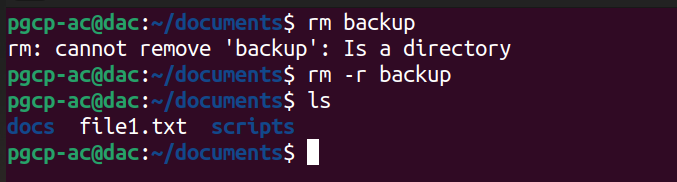 pgcp-ac@dac:~/documents$ rm backup
rm: cannot remove 'backup': Is a directory
pgcp-ac@dac:~/documents$ rm -r backup
pgcp-ac@dac:~/documents$ ls
docs  file1.txt  scripts
pgcp-ac@dac:~/documents$